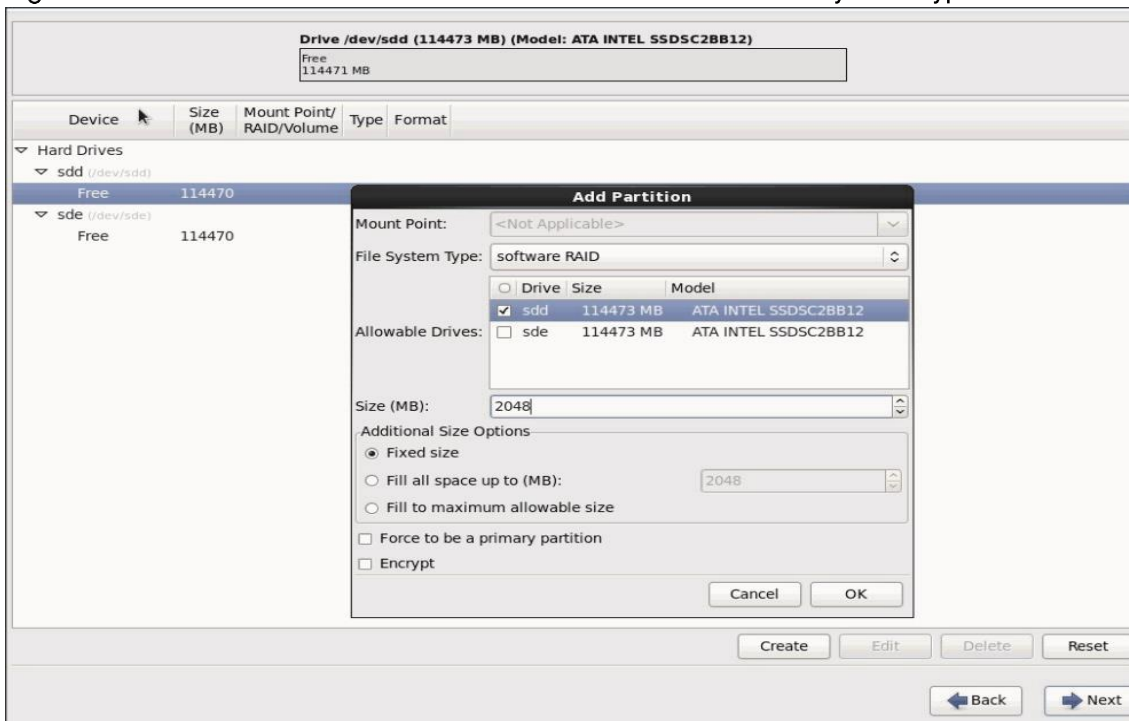 Drive /dev/sdd (114473 MB) (Model: ATA INTEL SSDSC2BB12)
Free
114471 MB
Device Size (MB) Mount Point/ RAID/Volume Type Format
Hard Drives
sdd (/dev/sdd)
Free 114470
sde (/dev/sde)
Free 114470
Add Partition
Mount Point: <Not Applicable>
File System Type: software RAID
Drive Size Model
sdd 114473 MB ATA INTEL SSDSC2BB12
Allowable Drives: sde 114473 MB ATA INTEL SSDSC2BB12
Size (MB): 2048
Additional Size Options
Fixed size
Fill all space up to (MB): 2048
Fill to maximum allowable size
Force to be a primary partition
Encrypt
Cancel OK
Create Edit Delete Reset
Back Next